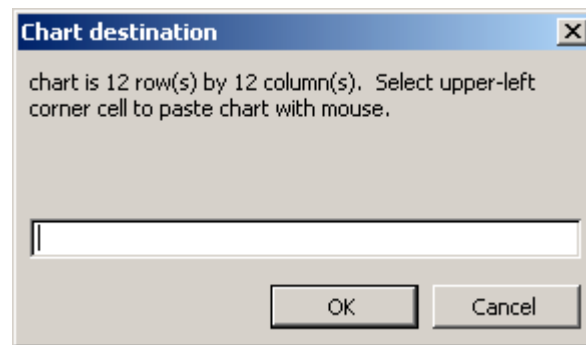 Chart destination
chart is 12 row(s) by 12 column(s).  Select upper-left
corner cell to paste chart with mouse.
OK
Cancel